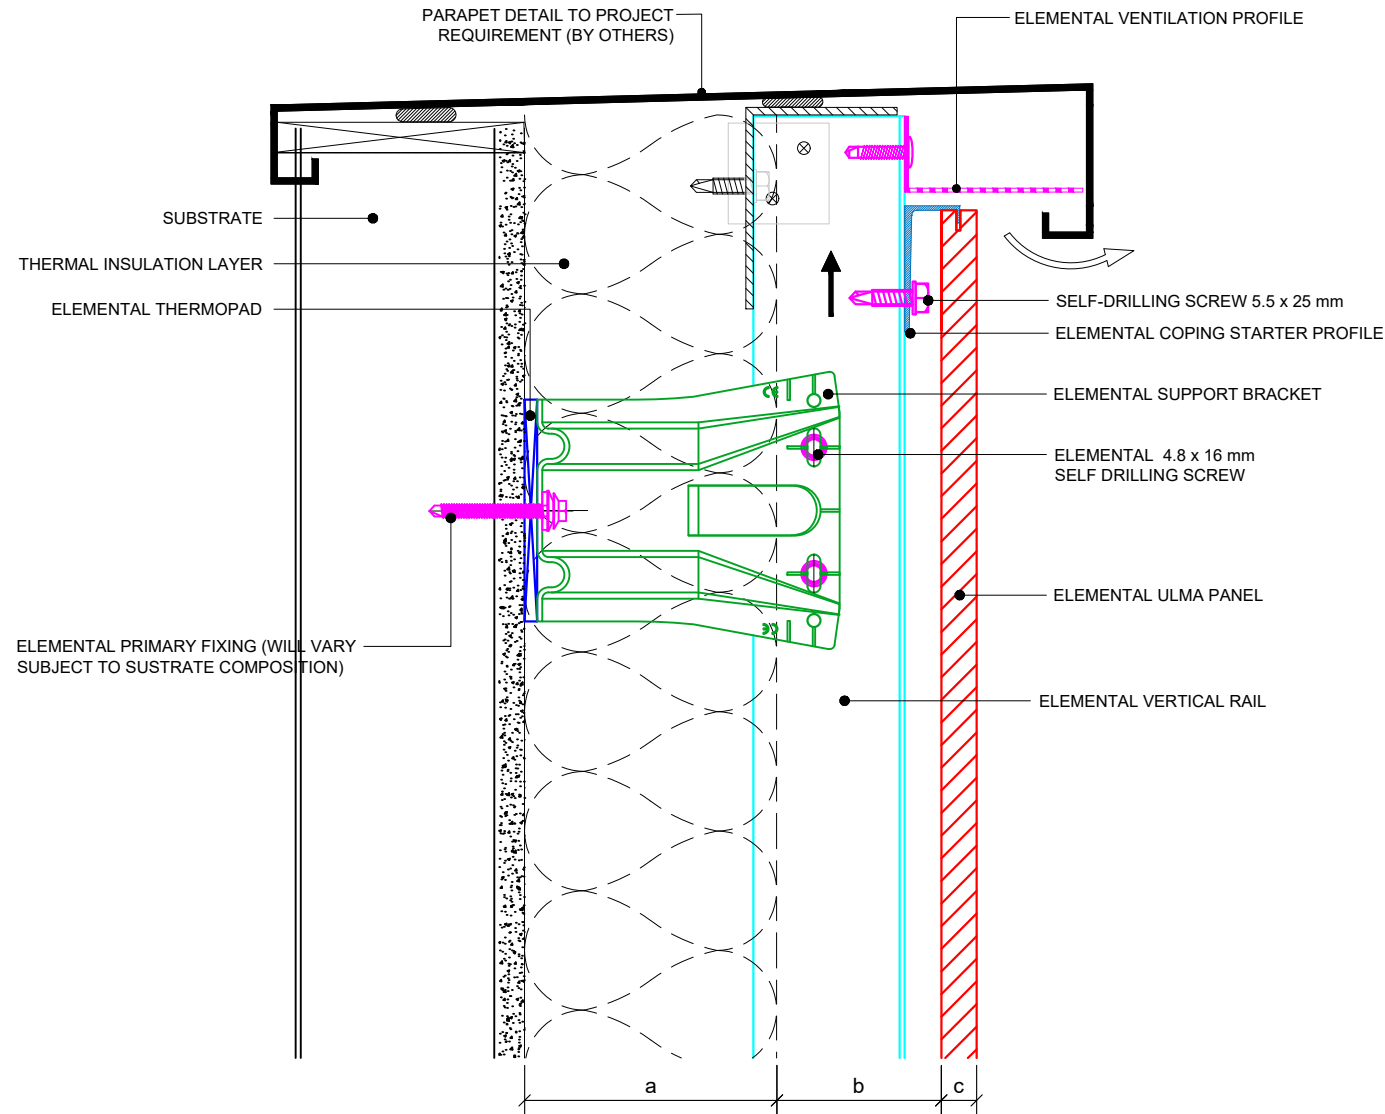 PARAPET DETAIL TO PROJECT
REQUIREMENT (BY OTHERS)
ELEMENTAL VENTILATION PROFILE
SUBSTRATE
THERMAL INSULATION LAYER
ELEMENTAL THERMOPAD
SELF-DRILLING SCREW 5.5 x 25 mm
ELEMENTAL COPING STARTER PROFILE
ELEMENTAL SUPPORT BRACKET
ELEMENTAL 4.8 x 16 mm
SELF DRILLING SCREW
ELEMENTAL ULMA PANEL
ELEMENTAL PRIMARY FIXING (WILL VARY
SUBJECT TO SUSTRATE COMPOSITION)
ELEMENTAL VERTICAL RAIL
a
b
c